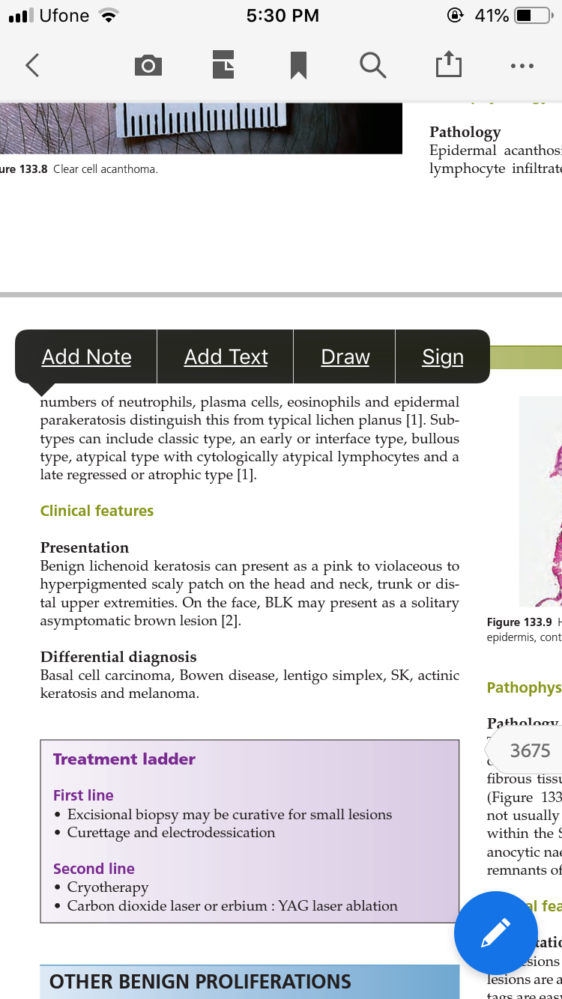 Ufone 5:30 PM 41%
Pathology
Epidermal acanthosi
lymphocyte infiltrate
ure 133.8 Clear cell acanthoma.
Add Note Add Text Draw Sign
numbers of neutrophils, plasma cells, eosinophils and epidermal
parakeratosis distinguish this from typical lichen planus [1]. Sub-
types can include classic type, an early or interface type, bullous
type, atypical type with cytologically atypical lymphocytes and a
late regressed or atrophic type [1].
Clinical features
Presentation
Benign lichenoid keratosis can present as a pink to violaceous to
hyperpigmented scaly patch on the head and neck, trunk or dis-
tal upper extremities. On the face, BLK may present as a solitary
asymptomatic brown lesion [2].
Differential diagnosis
Basal cell carcinoma, Bowen disease, lentigo simplex, SK, actinic
keratosis and melanoma.
Treatment ladder
First line
• Excisional biopsy may be curative for small lesions
• Curettage and electrodessication
Second line
• Cryotherapy
• Carbon dioxide laser or erbium : YAG laser ablation
OTHER BENIGN PROLIFERATIONS
Figure 133.9 H
epidermis, cont
Pathophys
Pathology
3675
fibrous tissu
(Figure 133
not usually
within the S
anocytic nae
remnants of
al fea
tatio
esions
lesions are a
tags are easy